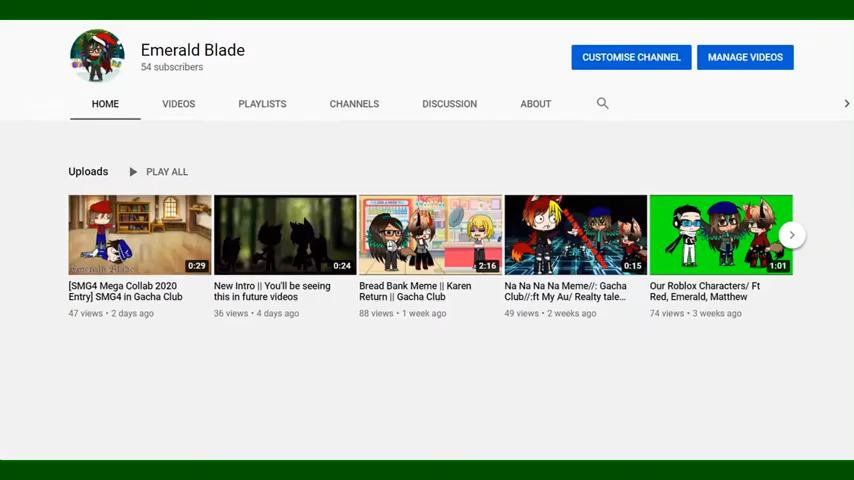 Emerald Blade
54 subscribers
CUSTOMISE CHANNEL
MANAGE VIDEOS
HOME
VIDEOS
PLAYLISTS
CHANNELS
DISCUSSION
ABOUT
Uploads
PLAY ALL
Emerald Blade
0:29
0:24
2:16
0:15
1:01
[SMG4 Mega Collab 2020
Entry] SMG4 in Gacha Club
47 views • 2 days ago
New Intro || You'll be seeing
this in future videos
36 views • 4 days ago
Bread Bank Meme || Karen
Return || Gacha Club
88 views • 1 week ago
Na Na Na Na Meme//: Gacha
Club//:ft My Au/ Realty tale...
49 views • 2 weeks ago
Our Roblox Characters/ Ft
Red, Emerald, Matthew
74 views • 3 weeks ago